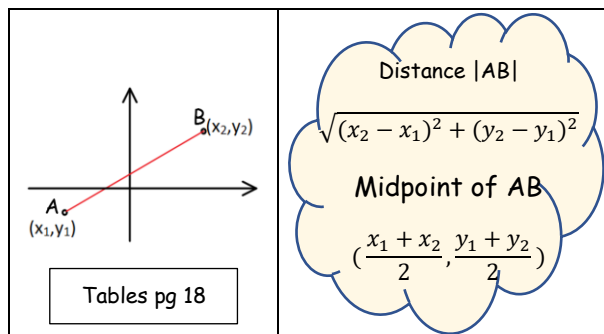 B
(x₂,y₂)
A
(x₁,y₁)
Tables pg 18
Distance |AB|
√(x₂ − x₁)² + (y₂ − y₁)²
Midpoint of AB
(x₁ + x₂/2, y₁ + y₂/2)